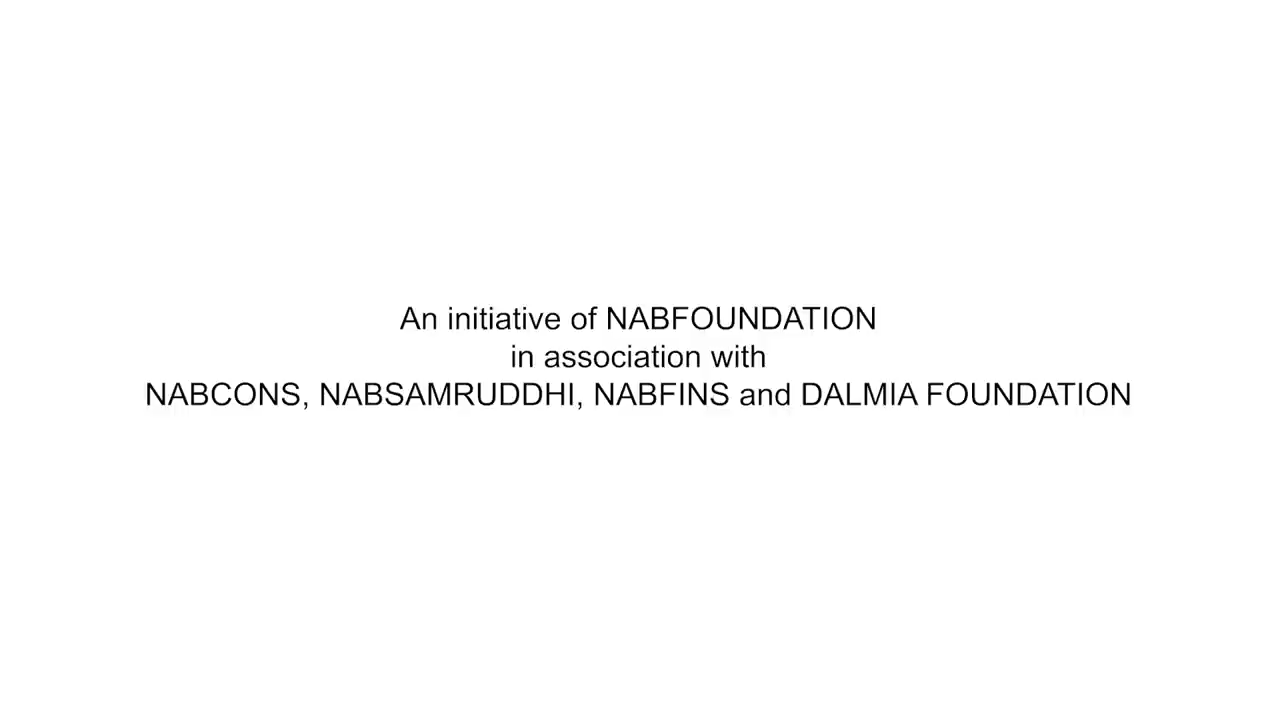 An initiative of NABFOUNDATION
in association with
NABCONS, NABSAMRUDDHI, NABFINS and DALMIA FOUNDATION